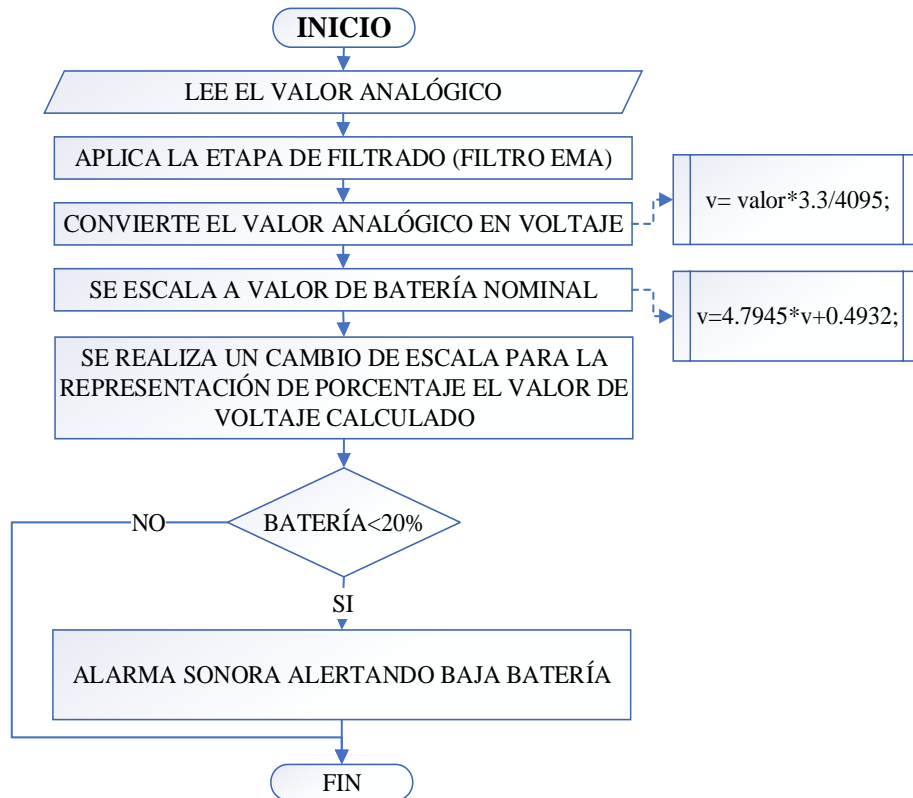 INICIO
LEE EL VALOR ANALÓGICO
APLICA LA ETAPA DE FILTRADO (FILTRO EMA)
CONVIERTE EL VALOR ANALÓGICO EN VOLTAJE
v= valor*3.3/4095;
SE ESCALA A VALOR DE BATERÍA NOMINAL
v=4.7945*v+0.4932;
SE REALIZA UN CAMBIO DE ESCALA PARA LA
REPRESENTACIÓN DE PORCENTAJE EL VALOR DE
VOLTAJE CALCULADO
NO
BATERÍA<20%
SI
ALARMA SONORA ALERTANDO BAJA BATERÍA
FIN